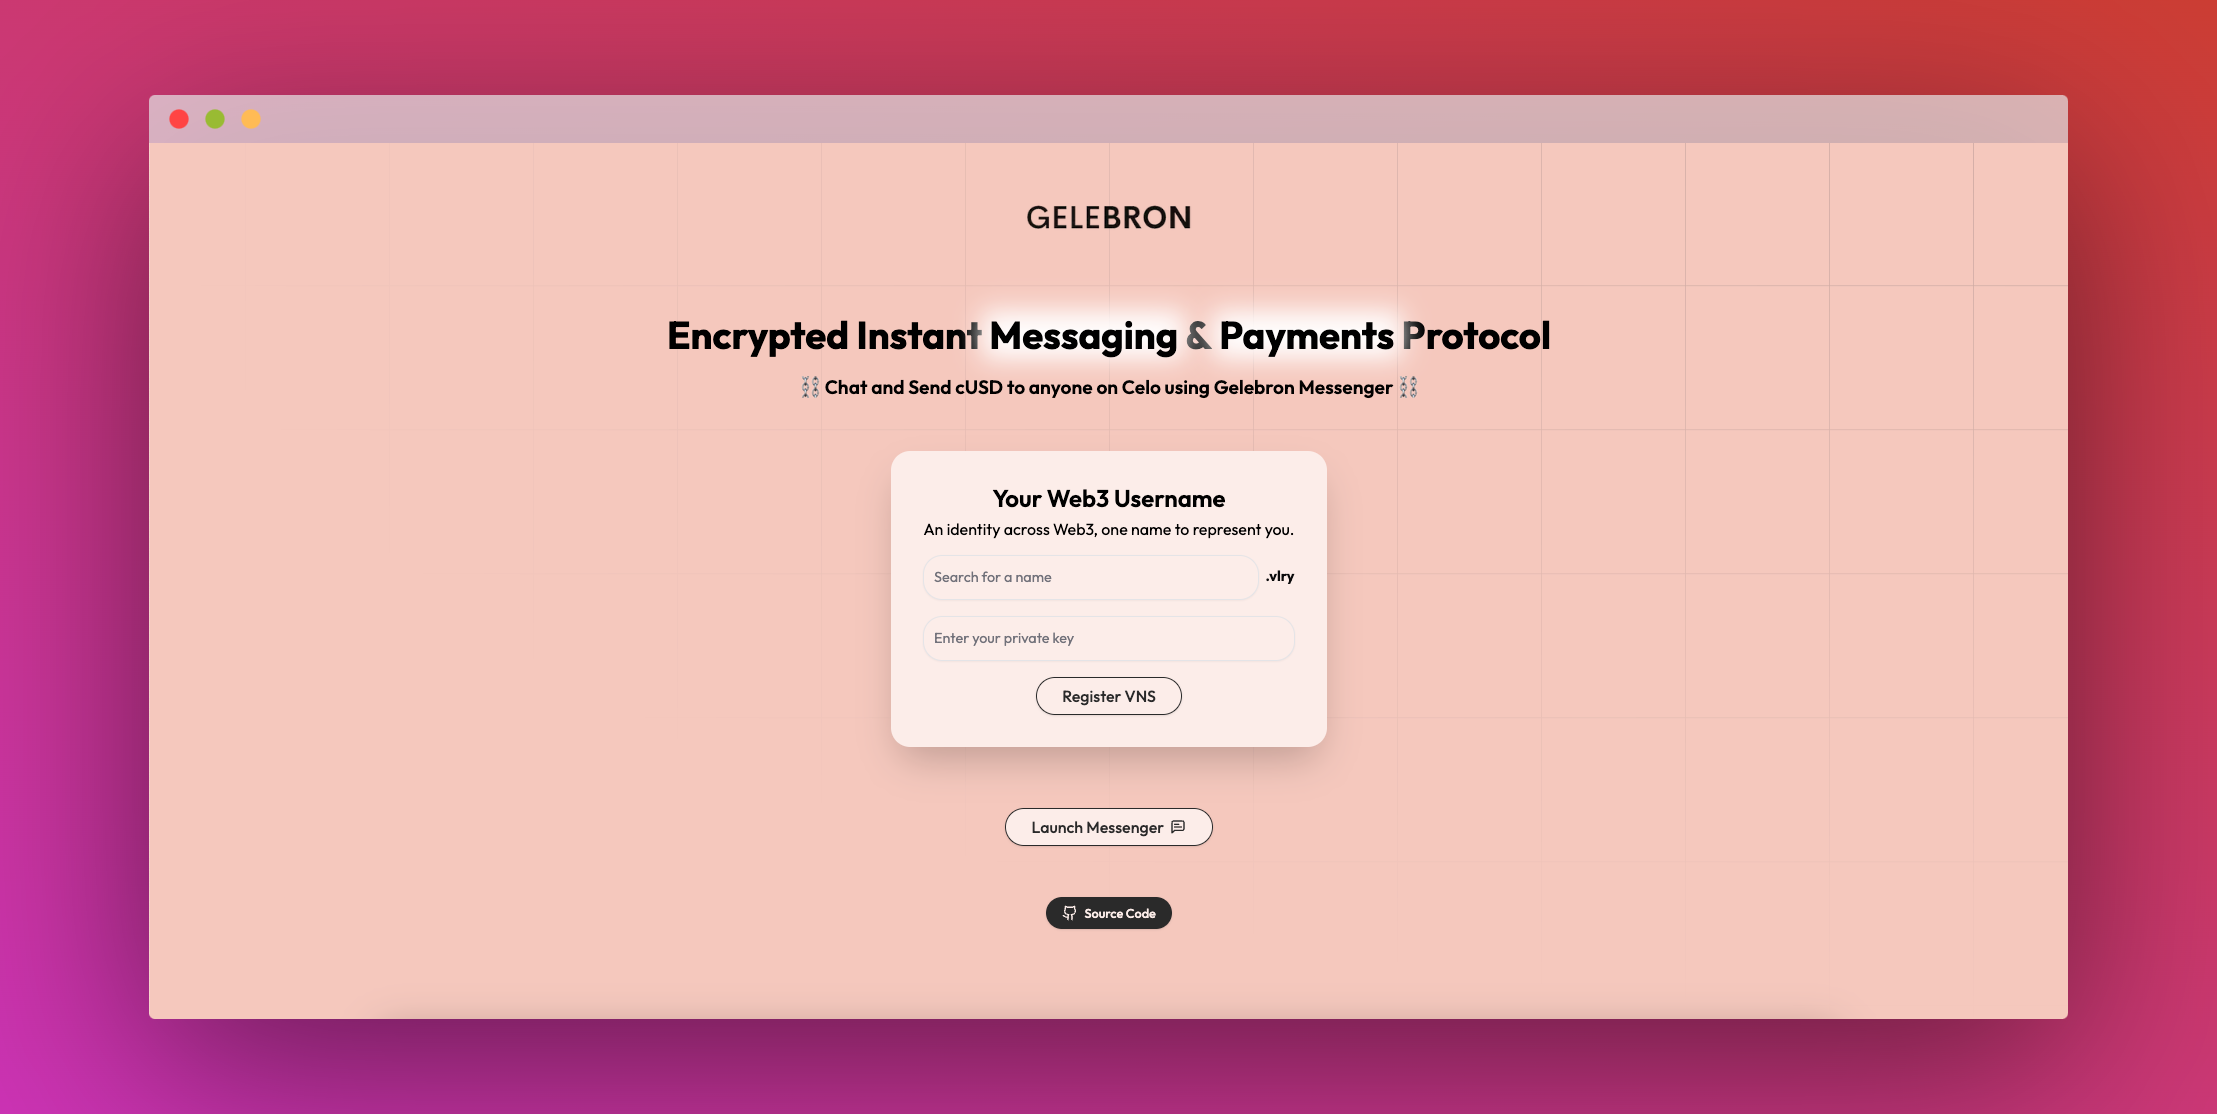 GELEBRON
Encrypted Instant Messaging & Payments Protocol
⛓️Chat and Send cUSD to anyone on Celo using Gelebron Messenger⛓️
Your Web3 Username
An identity across Web3, one name to represent you.
Search for a name .vlry
Enter your private key
Register VNS
Launch Messenger
Source Code